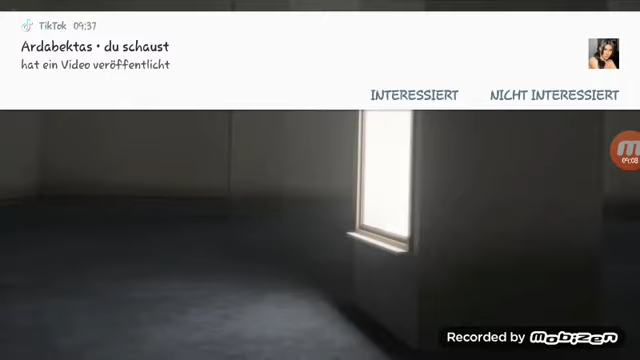 TikTok 09:37
Ardabektas • du schaust
hat ein Video veröffentlicht
INTERESSIERT NICHT INTERESSIERT
09:08
Recorded by mobizen